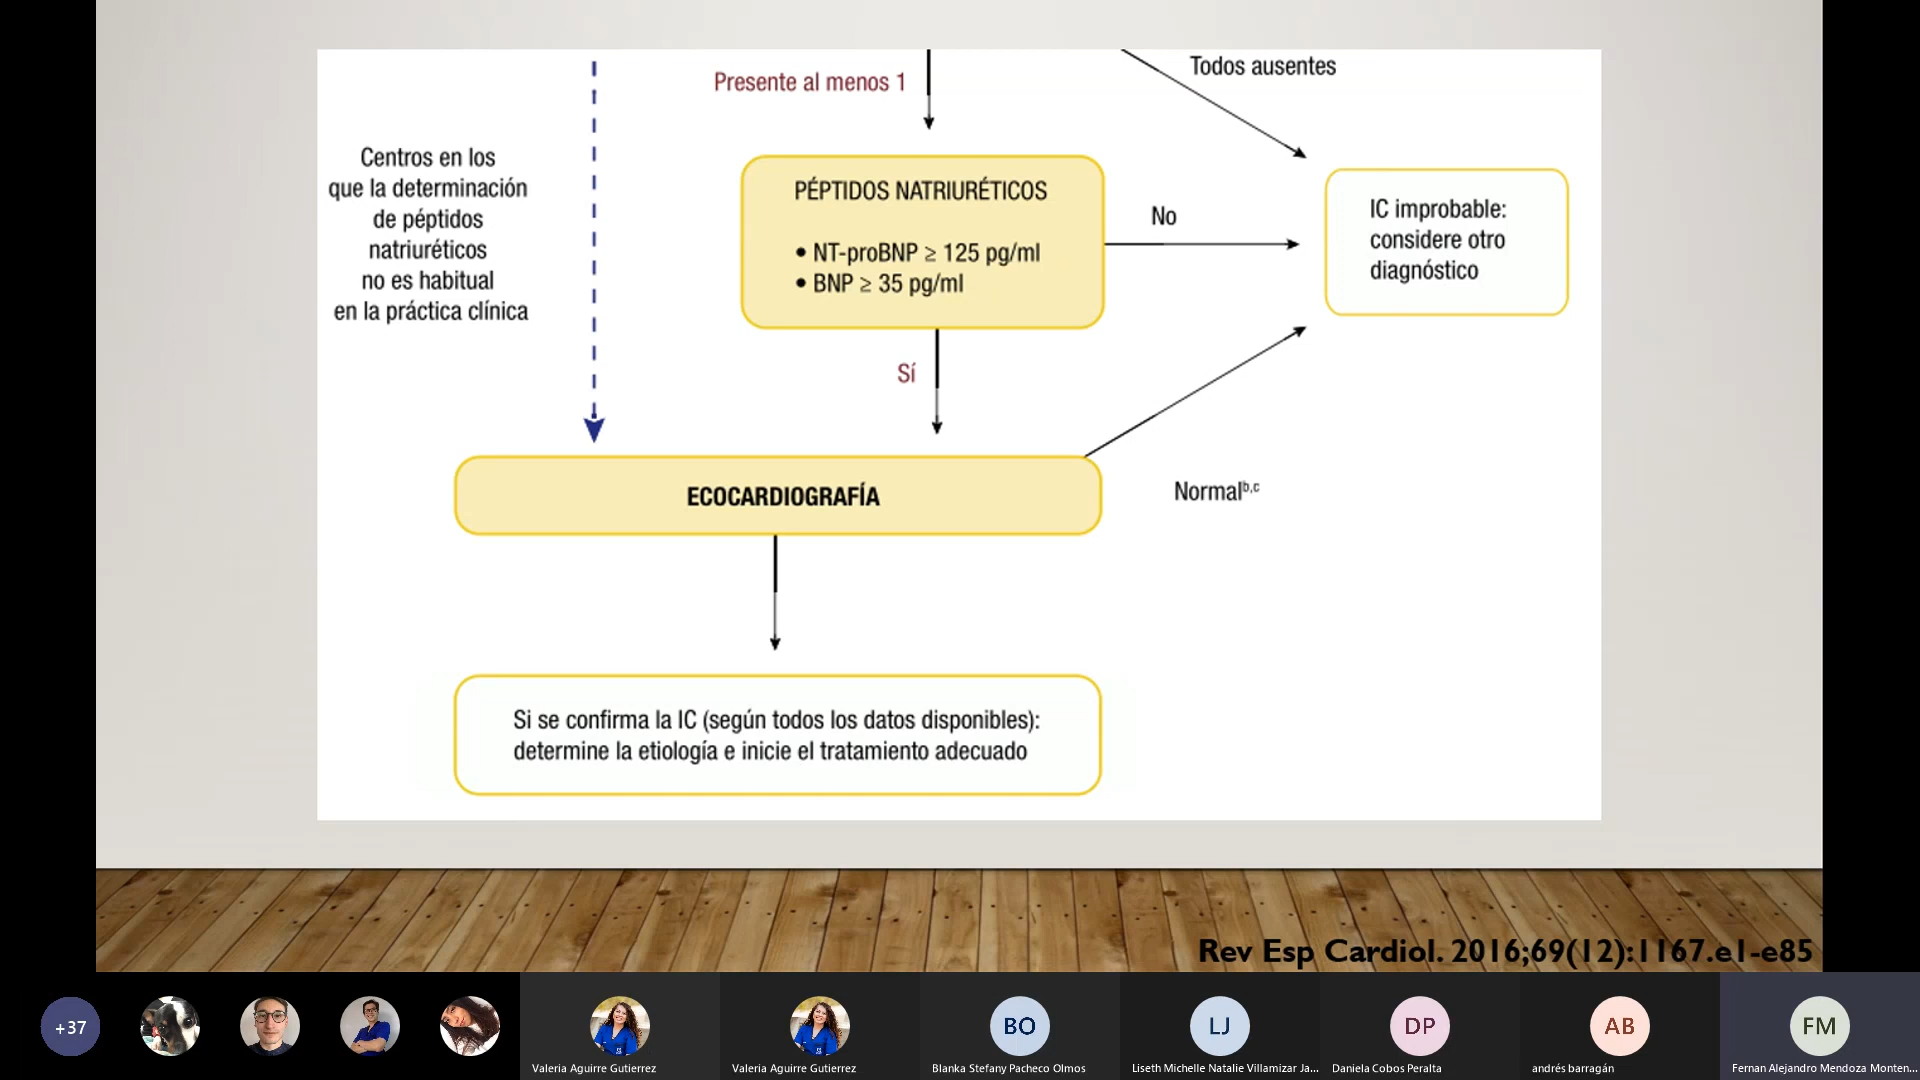 Todos ausentes
Presente al menos 1
Centros en los
que la determinación
de péptidos
natriuréticos
no es habitual
en la práctica clínica
PÉPTIDOS NATRIURÉTICOS
• NT-proBNP ≥ 125 pg/ml
• BNP ≥ 35 pg/ml
No
IC improbable:
considere otro
diagnóstico
Sí
ECOCARDIOGRAFÍA
Normalb,c
Si se confirma la IC (según todos los datos disponibles):
determine la etiología e inicie el tratamiento adecuado
Rev Esp Cardiol. 2016;69(12):1167.e1-e85
+37
BO
LJ
DP
AB
FM
Valeria Aguirre Gutierrez
Valeria Aguirre Gutierrez
Blanka Stefany Pacheco Olmos
Liseth Michelle Natalie Villamizar Ja...
Daniela Cobos Peralta
andrés barragán
Fernan Alejandro Mendoza Monten...